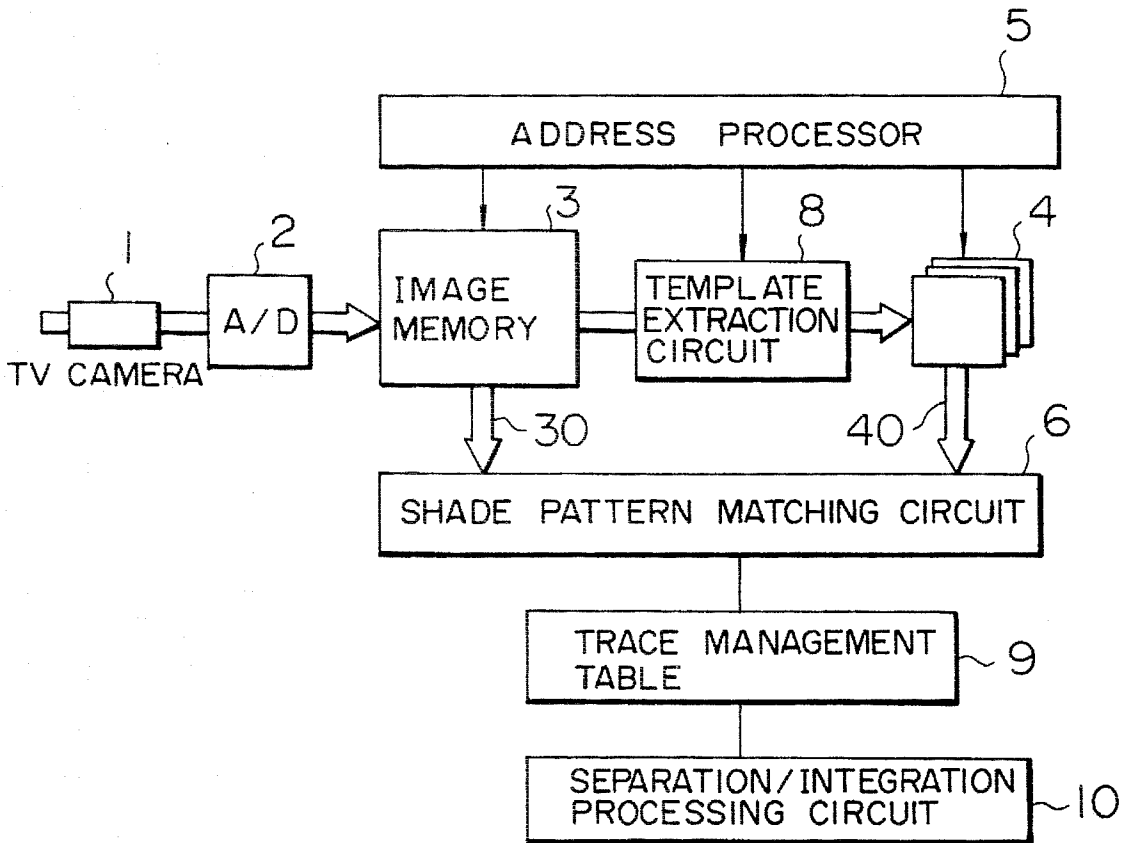 5
ADDRESS PROCESSOR
1
2
3
8
4
TV CAMERA
A/D
IMAGE
MEMORY
TEMPLATE
EXTRACTION
CIRCUIT
30
40
6
SHADE PATTERN MATCHING CIRCUIT
TRACE MANAGEMENT
TABLE
9
SEPARATION/INTEGRATION
PROCESSING CIRCUIT
10